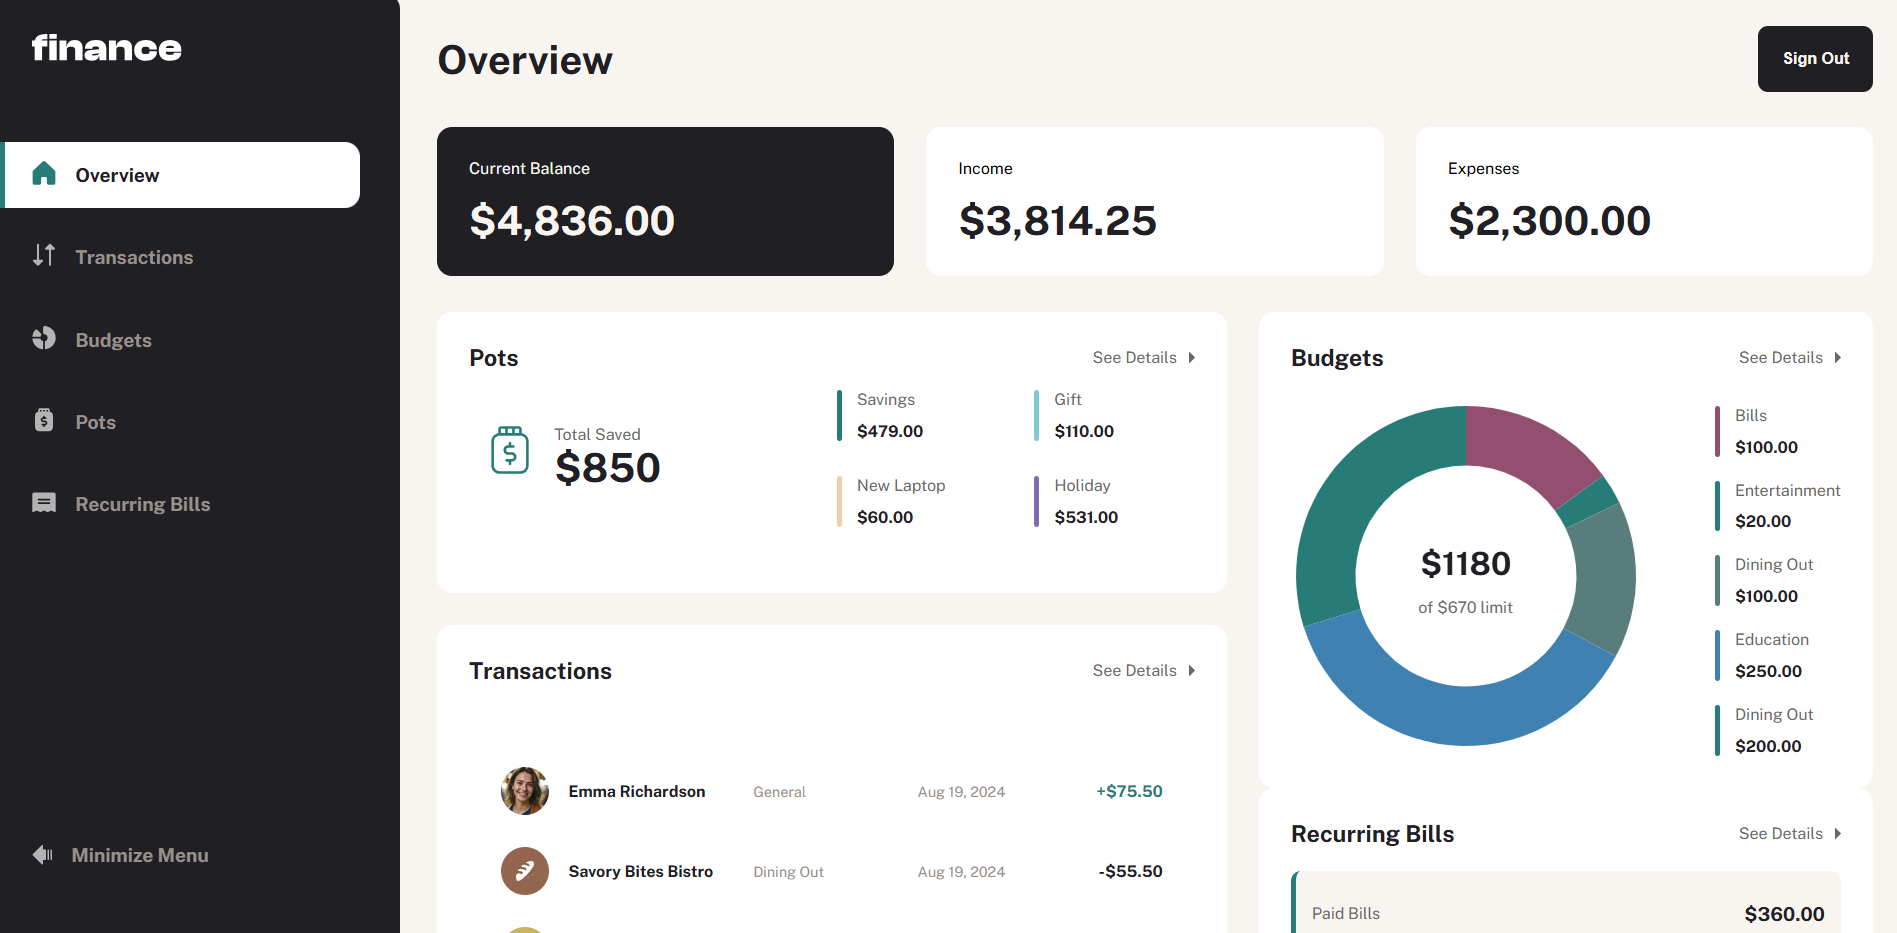 finance
Overview
Transactions
Budgets
Pots
Recurring Bills
Minimize Menu
Overview
Sign Out
Current Balance
$4,836.00
Income
$3,814.25
Expenses
$2,300.00
Pots
See Details
Total Saved
$850
Savings
$479.00
Gift
$110.00
New Laptop
$60.00
Holiday
$531.00
Transactions
See Details
Emma Richardson General Aug 19, 2024 +$75.50
Savory Bites Bistro Dining Out Aug 19, 2024 -$55.50
Budgets
See Details
$1180
of $670 limit
Bills
$100.00
Entertainment
$20.00
Dining Out
$100.00
Education
$250.00
Dining Out
$200.00
Recurring Bills
See Details
Paid Bills
$360.00